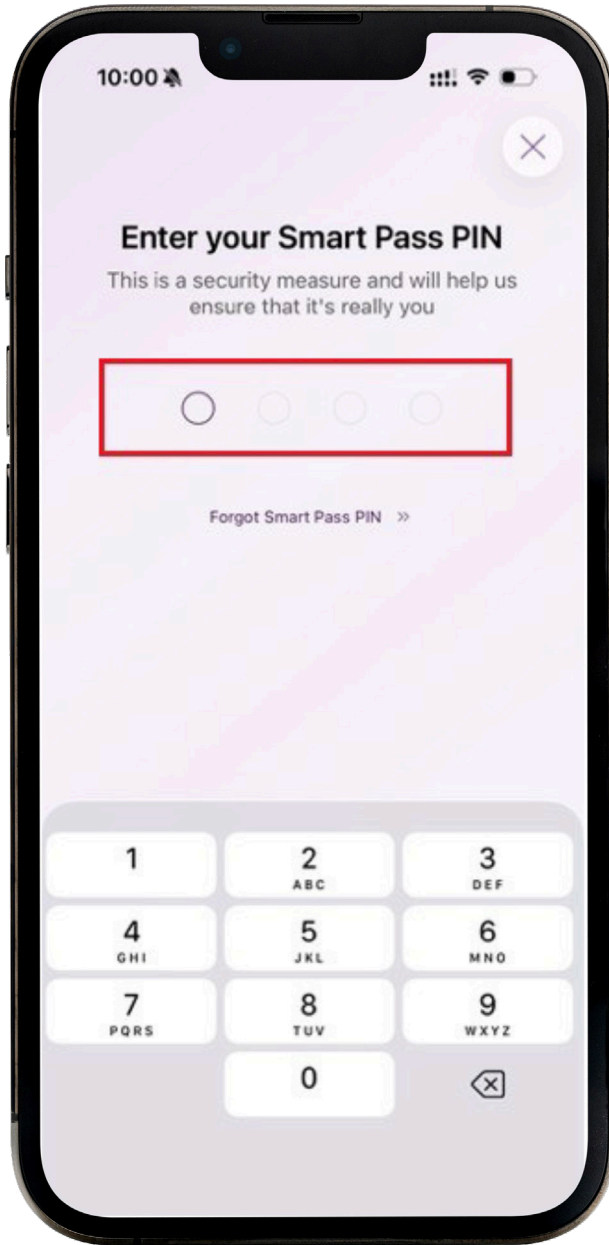 10:00
Enter your Smart Pass PIN
This is a security measure and will help us
ensure that it's really you
Forgot Smart Pass PIN »
1
2
ABC
3
DEF
4
GHI
5
JKL
6
MNO
7
PQRS
8
TUV
9
WXYZ
0